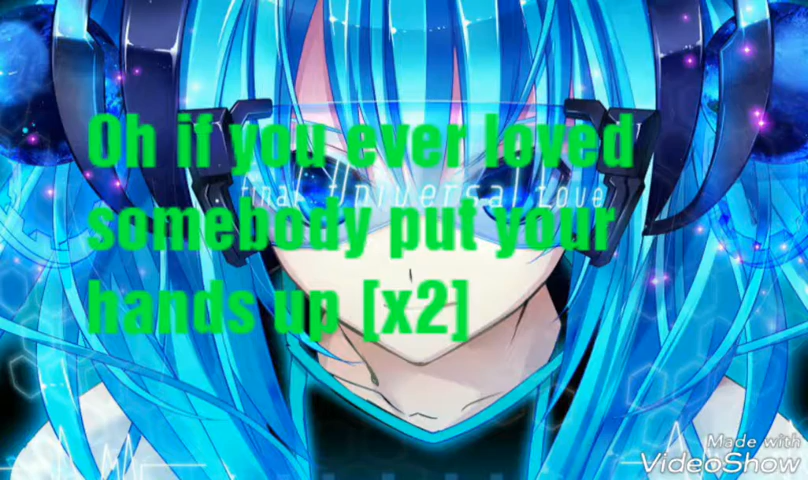 Oh if you ever loved
final Universal Love
somebody put your
hands up [x2]
Made with
VideoShow